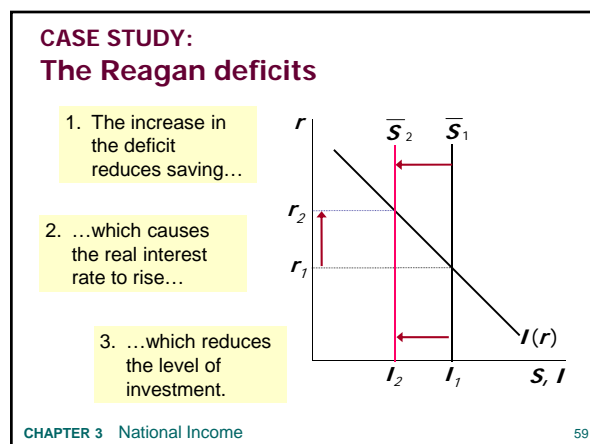 CASE STUDY:
The Reagan deficits
1. The increase in
the deficit
reduces saving…
2. …which causes
the real interest
rate to rise…
3. …which reduces
the level of
investment.
r
S̅₂
S̅₁
r₂
r₁
I(r)
I₂
I₁
S, I
CHAPTER 3 National Income
59